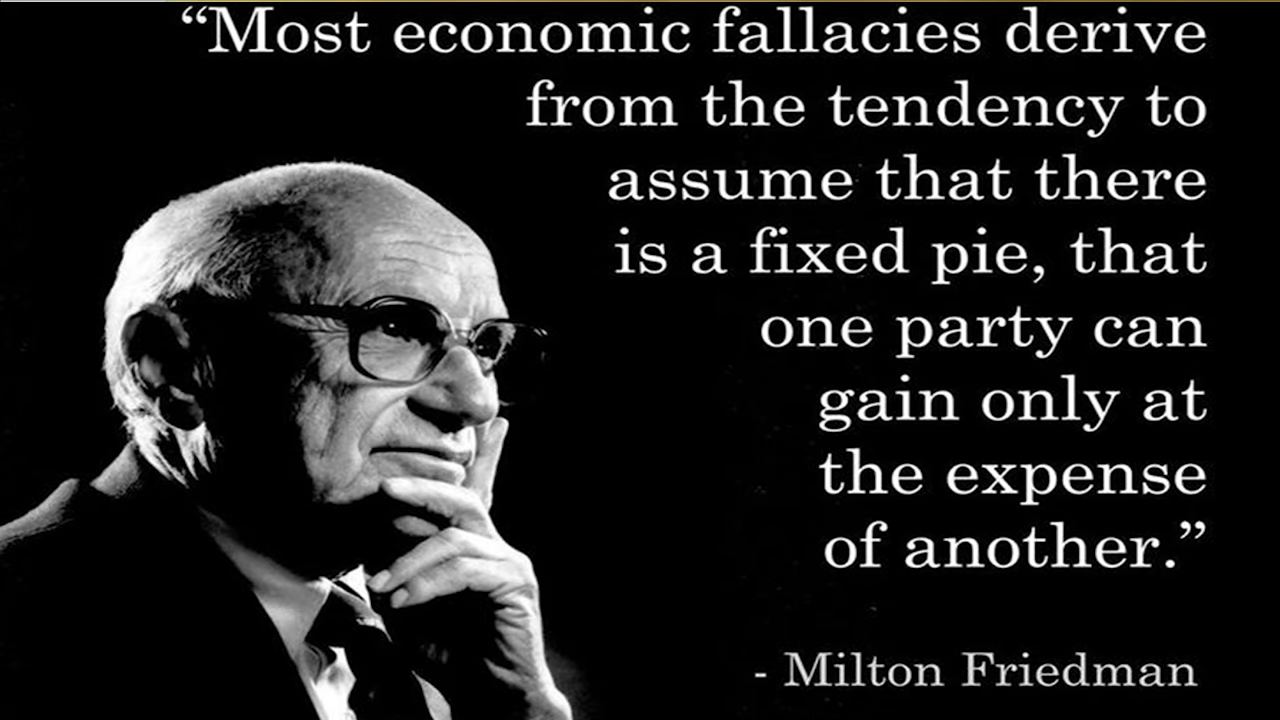 “Most economic fallacies derive
from the tendency to
assume that there
is a fixed pie, that
one party can
gain only at
the expense
of another.”
- Milton Friedman